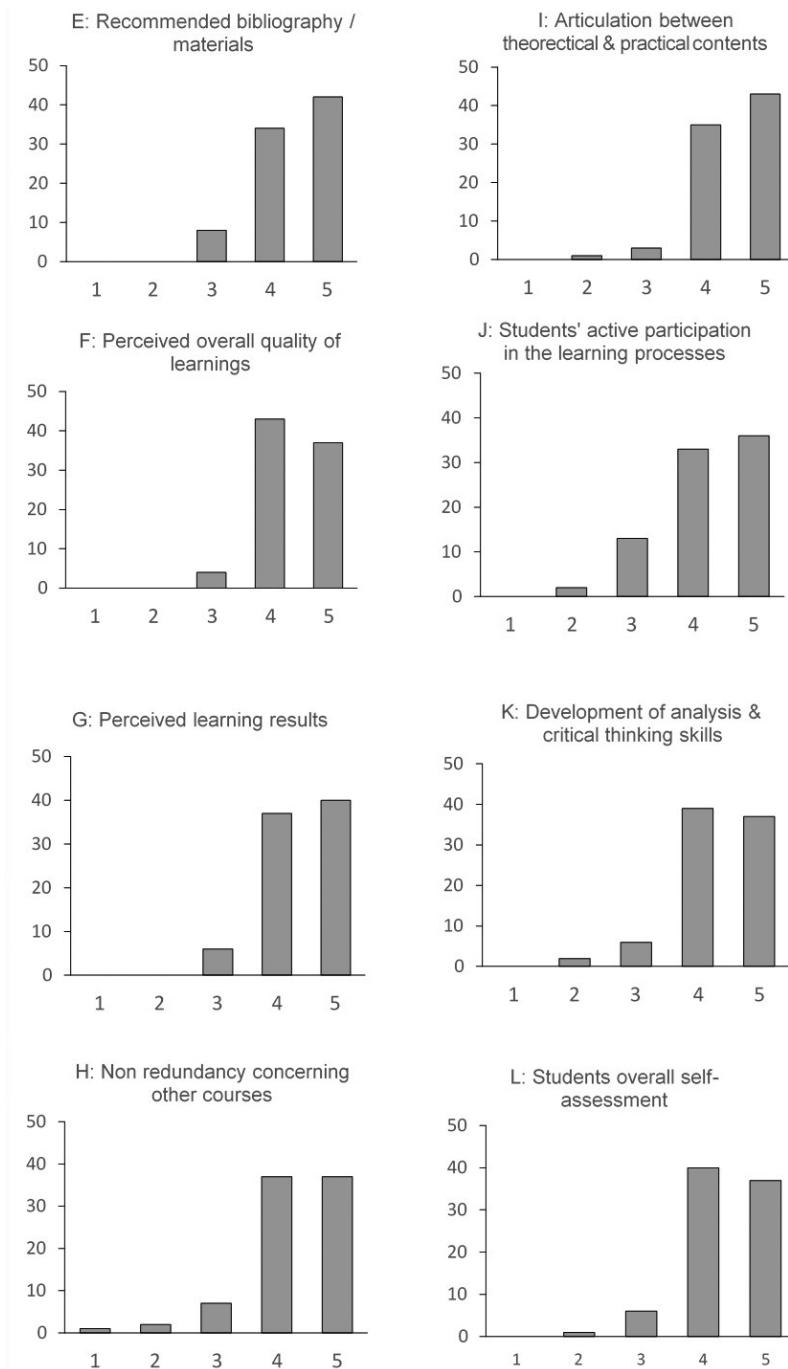 E: Recommended bibliography /
materials
50
40
30
20
10
0
1 2 3 4 5
I: Articulation between
theorectical & practical contents
50
40
30
20
10
0
1 2 3 4 5
F: Perceived overall quality of
learnings
50
40
30
20
10
0
1 2 3 4 5
J: Students' active participation
in the learning processes
50
40
30
20
10
0
1 2 3 4 5
G: Perceived learning results
50
40
30
20
10
0
1 2 3 4 5
K: Development of analysis &
critical thinking skills
50
40
30
20
10
0
1 2 3 4 5
H: Non redundancy concerning
other courses
50
40
30
20
10
0
1 2 3 4 5
L: Students overall self-
assessment
50
40
30
20
10
0
1 2 3 4 5